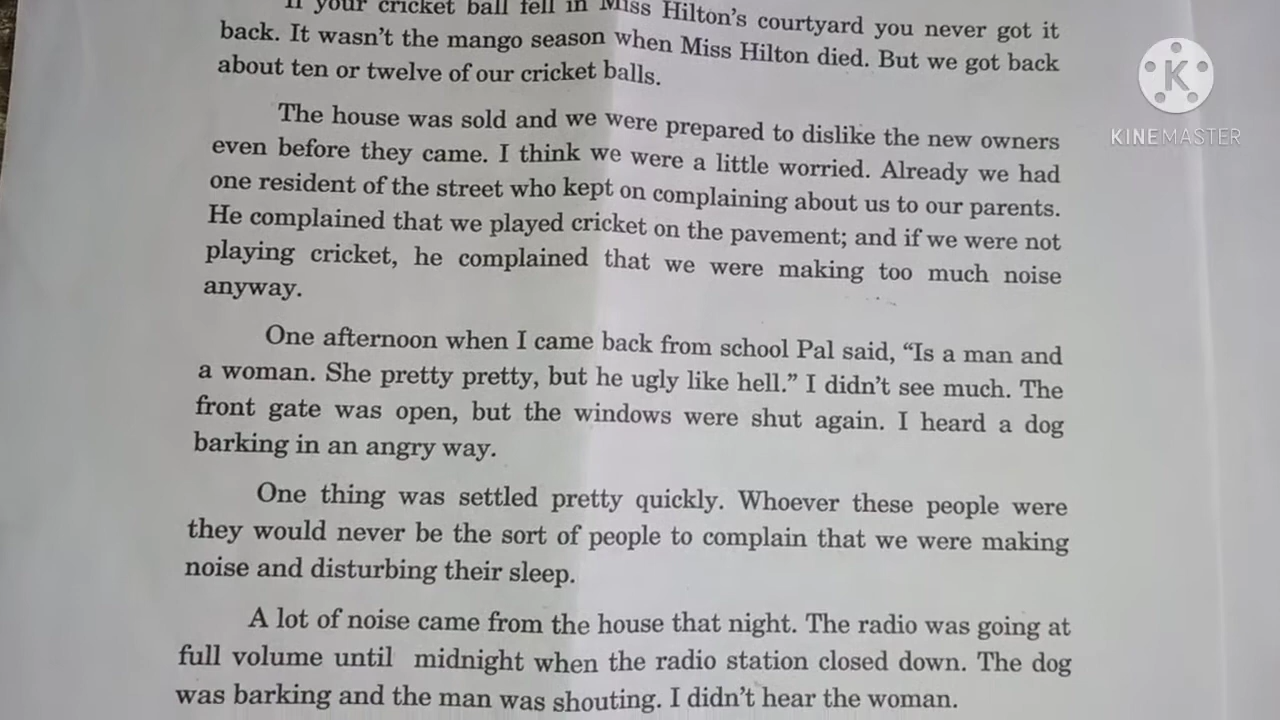 If your cricket ball fell in Miss Hilton's courtyard you never got it
back. It wasn't the mango season when Miss Hilton died. But we got back
about ten or twelve of our cricket balls.
The house was sold and we were prepared to dislike the new owners
even before they came. I think we were a little worried. Already we had
one resident of the street who kept on complaining about us to our parents.
He complained that we played cricket on the pavement; and if we were not
playing cricket, he complained that we were making too much noise
anyway.
One afternoon when I came back from school Pal said, “Is a man and
a woman. She pretty pretty, but he ugly like hell.” I didn't see much. The
front gate was open, but the windows were shut again. I heard a dog
barking in an angry way.
One thing was settled pretty quickly. Whoever these people were
they would never be the sort of people to complain that we were making
noise and disturbing their sleep.
A lot of noise came from the house that night. The radio was going at
full volume until midnight when the radio station closed down. The dog
was barking and the man was shouting. I didn't hear the woman.
K
KINEMASTER